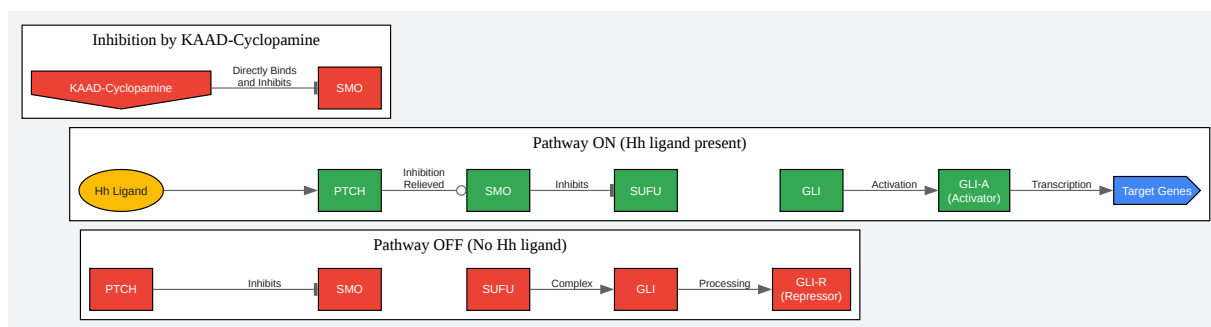 Inhibition by KAAD-Cyclopamine
KAAD-Cyclopamine
Directly Binds
and Inhibits
SMO
Pathway ON (Hh ligand present)
Hh Ligand
PTCH
Inhibition
Relieved
SMO
Inhibits
SUFU
GLI
Activation
GLI-A
(Activator)
Transcription
Target Genes
Pathway OFF (No Hh ligand)
PTCH
Inhibits
SMO
SUFU
Complex
GLI
Processing
GLI-R
(Repressor)